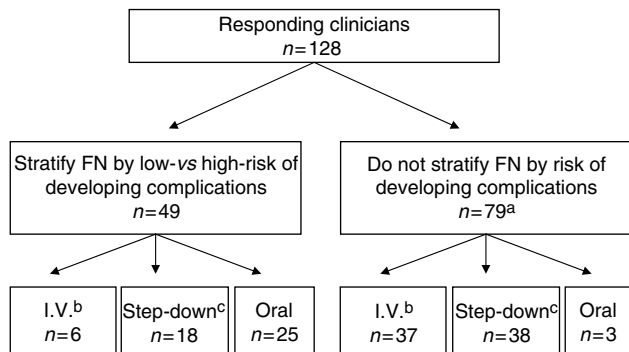 Responding clinicians
n=128
Stratify FN by low-vs high-risk of
developing complications
n=49
Do not stratify FN by risk of
developing complications
n=79ᵃ
I.V.ᵇ
n=6
Step-downᶜ
n=18
Oral
n=25
I.V.ᵇ
n=37
Step-downᶜ
n=38
Oral
n=3